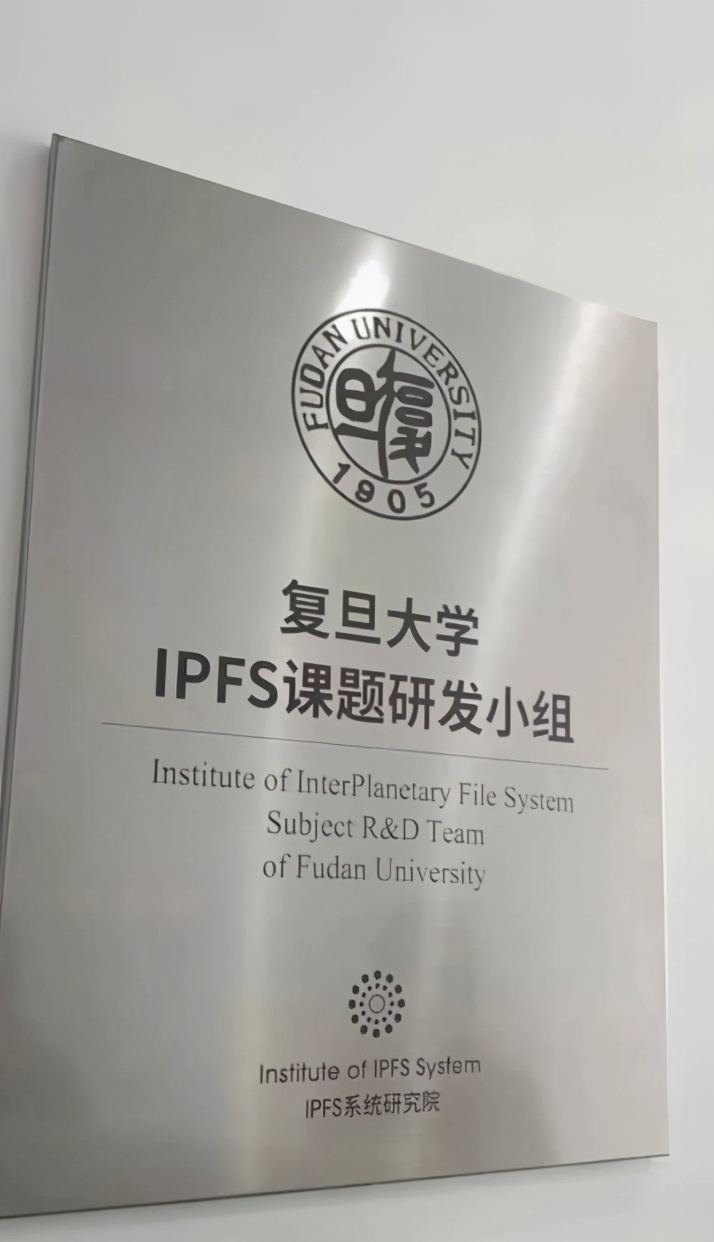 FUDAN UNIVERSITY
旦復
1905
复旦大学
IPFS课题研发小组
Institute of InterPlanetary File System
Subject R&D Team
of Fudan University
Institute of IPFS System
IPFS系统研究院